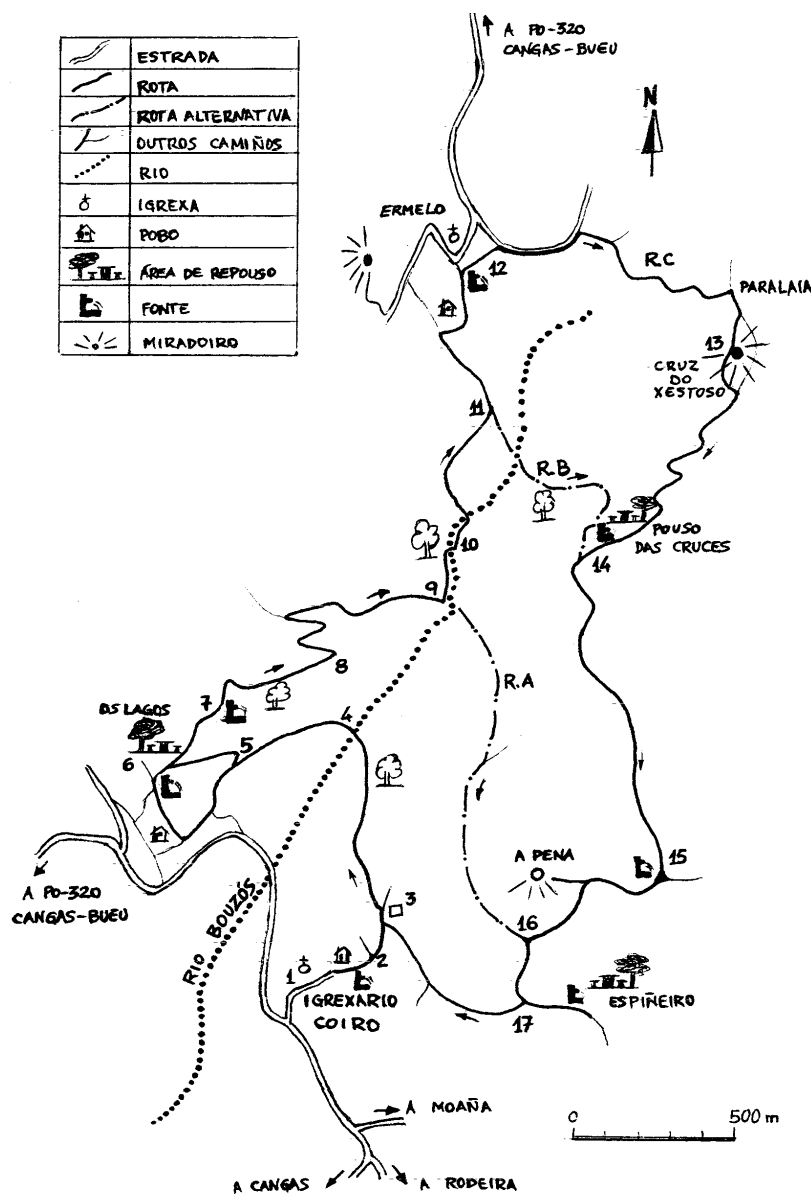 ESTRADA
ROTA
ROTA ALTERNATIVA
OUTROS CAMIÑOS
RIO
IGREXA
POBO
ÁREA DE REPOUSO
FONTE
MIRADOIRO
A PO-320
CANGAS-BUEU
N
ERMELO
12
R.C
PARALAIA
13
CRUZ
DO
XESTOSO
11
R.B
10
POUSO
DAS CRUCES
14
9
8
R.A
7
OS LAGOS
6
5
4
A PENA
15
A PO-320
CANGAS-BUEU
RIO BOUZÓS
3
16
2
1
IGREXARIO
COIRO
17
ESPIÑEIRO
0
500 m
A MOAÑA
A CANGAS
A RODEIRA